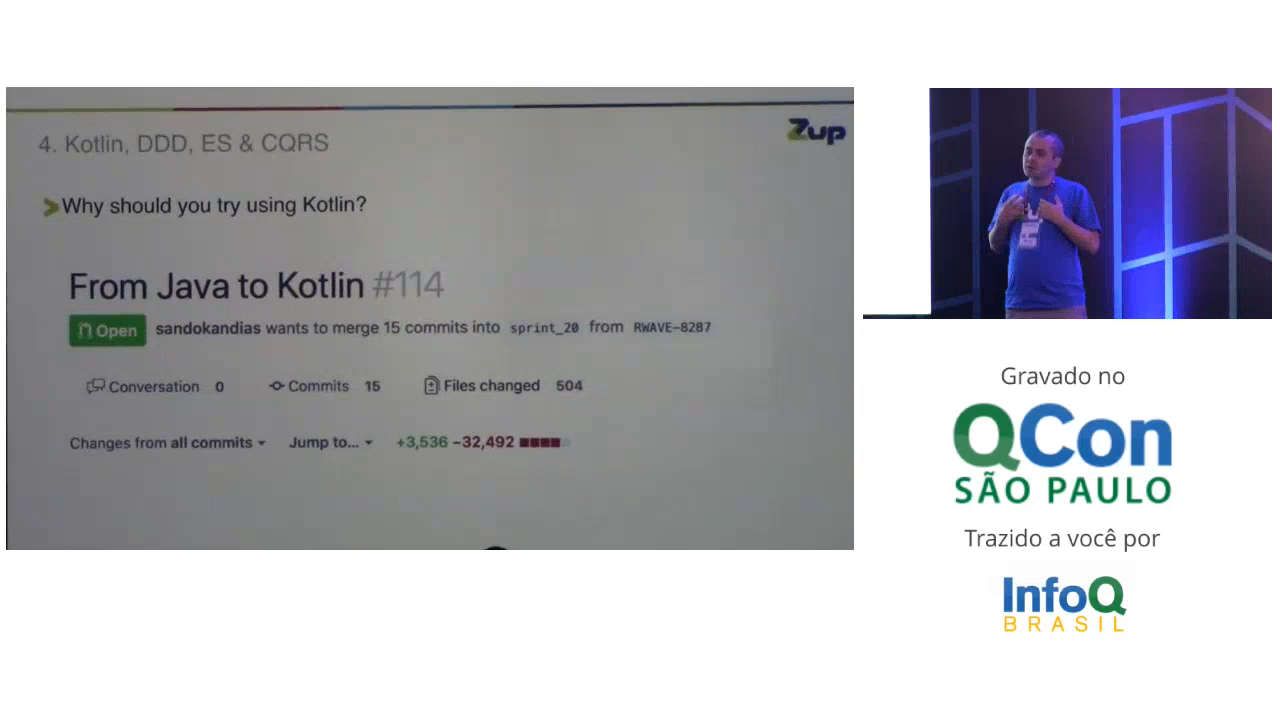 4. Kotlin, DDD, ES & CQRS
Zup
Why should you try using Kotlin?
From Java to Kotlin #114
Open sandokandias wants to merge 15 commits into sprint_20 from RWAVE-8287
Conversation 0 Commits 15 Files changed 504
Changes from all commits Jump to... +3,536 −32,492
Gravado no
QCon
SÃO PAULO
Trazido a você por
InfoQ
BRASIL